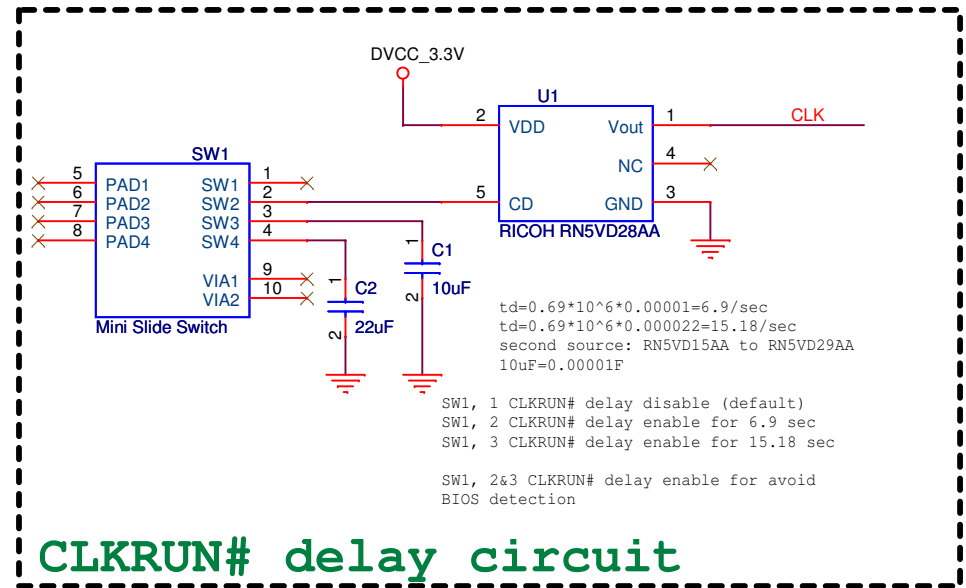 DVCC_3.3V
U1
2
VDD
Vout
1
CLK
NC
4
5
CD
GND
3
RICOH RN5VD28AA
SW1
5
PAD1
SW1
1
6
PAD2
SW2
2
7
PAD3
SW3
3
8
PAD4
SW4
4
VIA1
9
VIA2
10
Mini Slide Switch
1
C2
2
22uF
1
C1
2
10uF
td=0.69*10^6*0.00001=6.9/sec
td=0.69*10^6*0.000022=15.18/sec
second source: RN5VD15AA to RN5VD29AA
10uF=0.00001F
SW1, 1 CLKRUN# delay disable (default)
SW1, 2 CLKRUN# delay enable for 6.9 sec
SW1, 3 CLKRUN# delay enable for 15.18 sec
SW1, 2&3 CLKRUN# delay enable for avoid
BIOS detection
CLKRUN# delay circuit